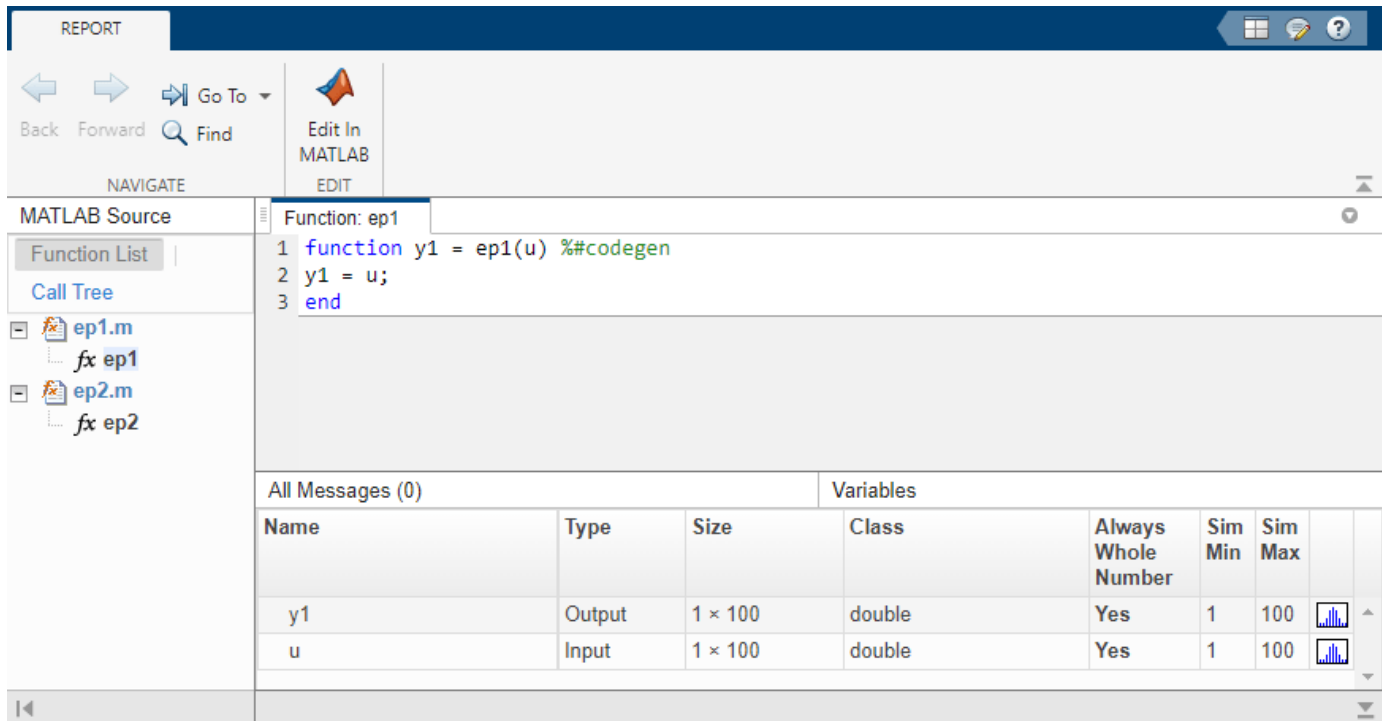 REPORT
?
Go To
Back Forward Find
Edit In
MATLAB
NAVIGATE EDIT
MATLAB Source
Function: ep1
Function List
Call Tree
1 function y1 = ep1(u) %#codegen
2 y1 = u;
3 end
ep1.m
fx ep1
ep2.m
fx ep2
All Messages (0) Variables
Name Type Size Class Always Whole Number Sim Min Sim Max
y1 Output 1 × 100 double Yes 1 100
u Input 1 × 100 double Yes 1 100